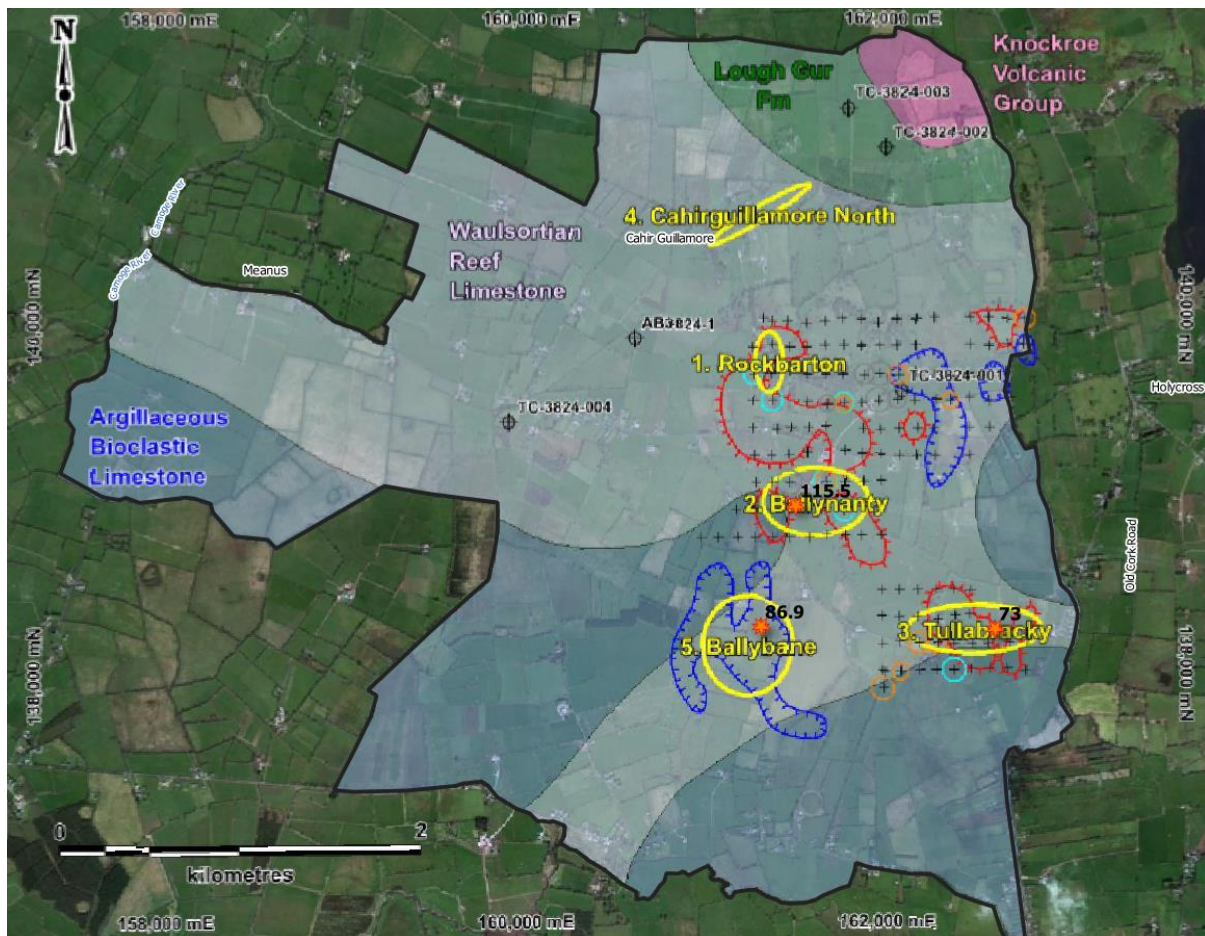 158,000 mE
160,000 mE
162,000 mE
N
Knockroe
Volcanic
Group
Lough Gur
Fm
TC-3824-003
TC-3824-002
4. Cahirguillamore North
Cahir Guillamore
Waulsortian
Reef
Limestone
Camoge River
Camoge River
Meanus
140,000 mN
140,000 mN
AB3824-1
1. Rockbarton
TC-3824-001
Holycross
TC-3824-004
Argillaceous
Bioclastic
Limestone
115.5
2. Ballynanty
Old Cork Road
86.9
73
3. Tullabracky
5. Ballybane
138,000 mN
138,000 mN
0
2
kilometres
158,000 mE
160,000 mE
162,000 mE